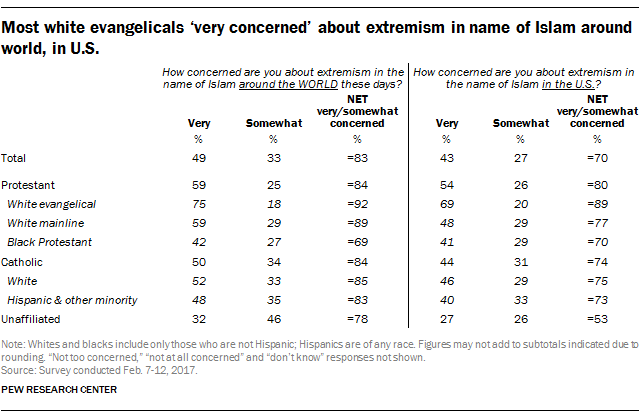 Most white evangelicals ‘very concerned’ about extremism in name of Islam around
world, in U.S.
How concerned are you about extremism in the
name of Islam around the WORLD these days?
How concerned are you about extremism in
the name of Islam in the U.S.?
Very Somewhat NET very/somewhat concerned Very Somewhat NET very/somewhat concerned
% % % % % %
Total 49 33 =83 43 27 =70
Protestant 59 25 =84 54 26 =80
White evangelical 75 18 =92 69 20 =89
White mainline 59 29 =89 48 29 =77
Black Protestant 42 27 =69 41 29 =70
Catholic 50 34 =84 44 31 =74
White 52 33 =85 46 29 =75
Hispanic & other minority 48 35 =83 40 33 =73
Unaffiliated 32 46 =78 27 26 =53
Note: Whites and blacks include only those who are not Hispanic; Hispanics are of any race. Figures may not add to subtotals indicated due to
rounding. “Not too concerned,” “not at all concerned” and “don’t know” responses not shown.
Source: Survey conducted Feb. 7-12, 2017.
PEW RESEARCH CENTER